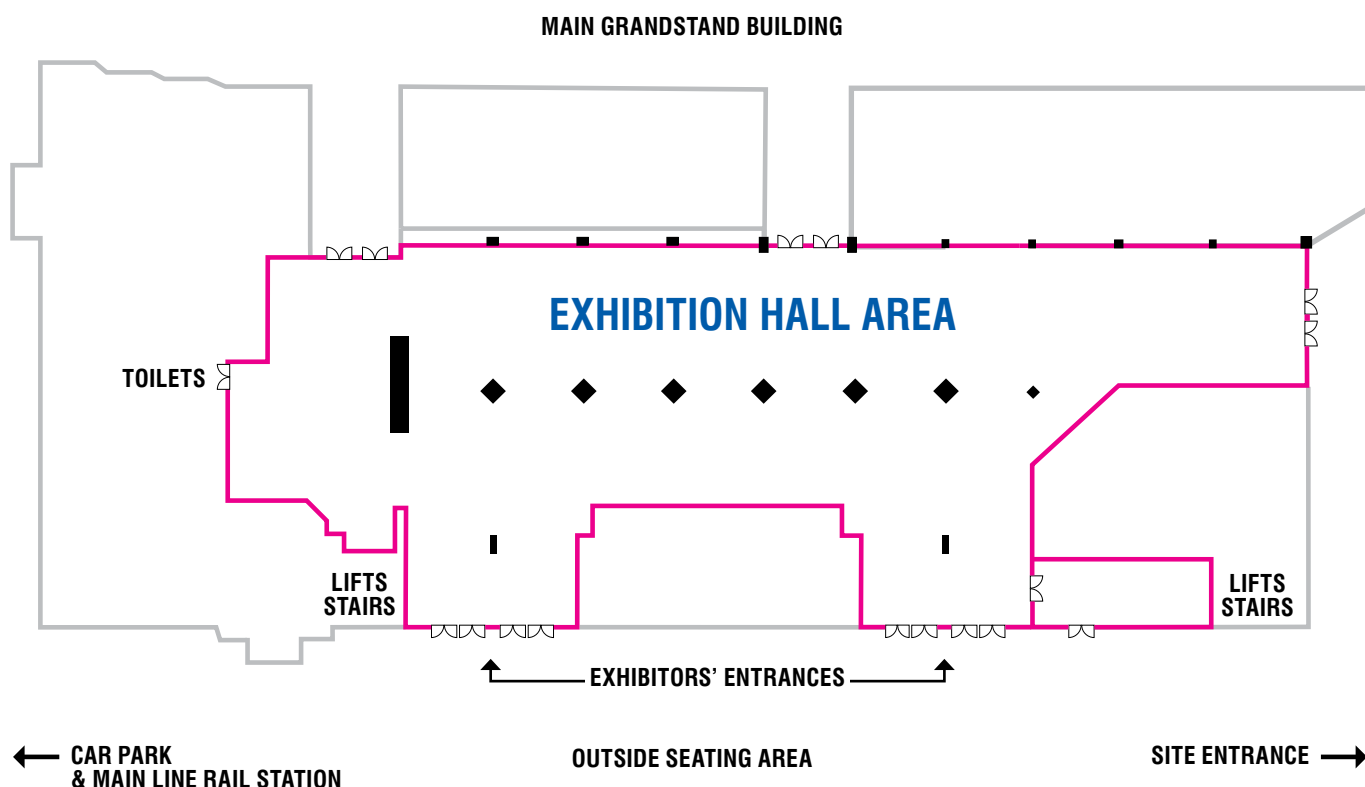 MAIN GRANDSTAND BUILDING
EXHIBITION HALL AREA
TOILETS
LIFTS
STAIRS
LIFTS
STAIRS
EXHIBITORS’ ENTRANCES
CAR PARK
& MAIN LINE RAIL STATION
OUTSIDE SEATING AREA
SITE ENTRANCE